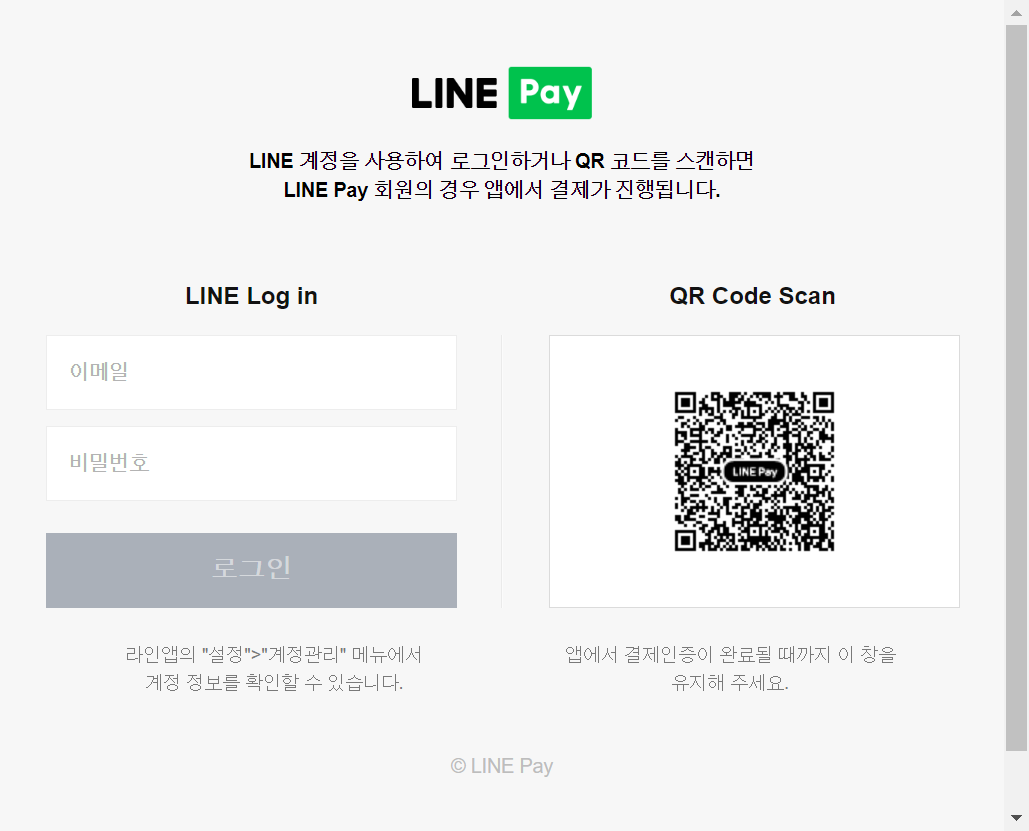 LINE Pay
LINE 계정을 사용하여 로그인하거나 QR 코드를 스캔하면
LINE Pay 회원의 경우 앱에서 결제가 진행됩니다.
LINE Log in
이메일
비밀번호
로그인
라인앱의 "설정">"계정관리" 메뉴에서
계정 정보를 확인할 수 있습니다.
QR Code Scan
LINE Pay
앱에서 결제인증이 완료될 때까지 이 창을
유지해 주세요.
© LINE Pay